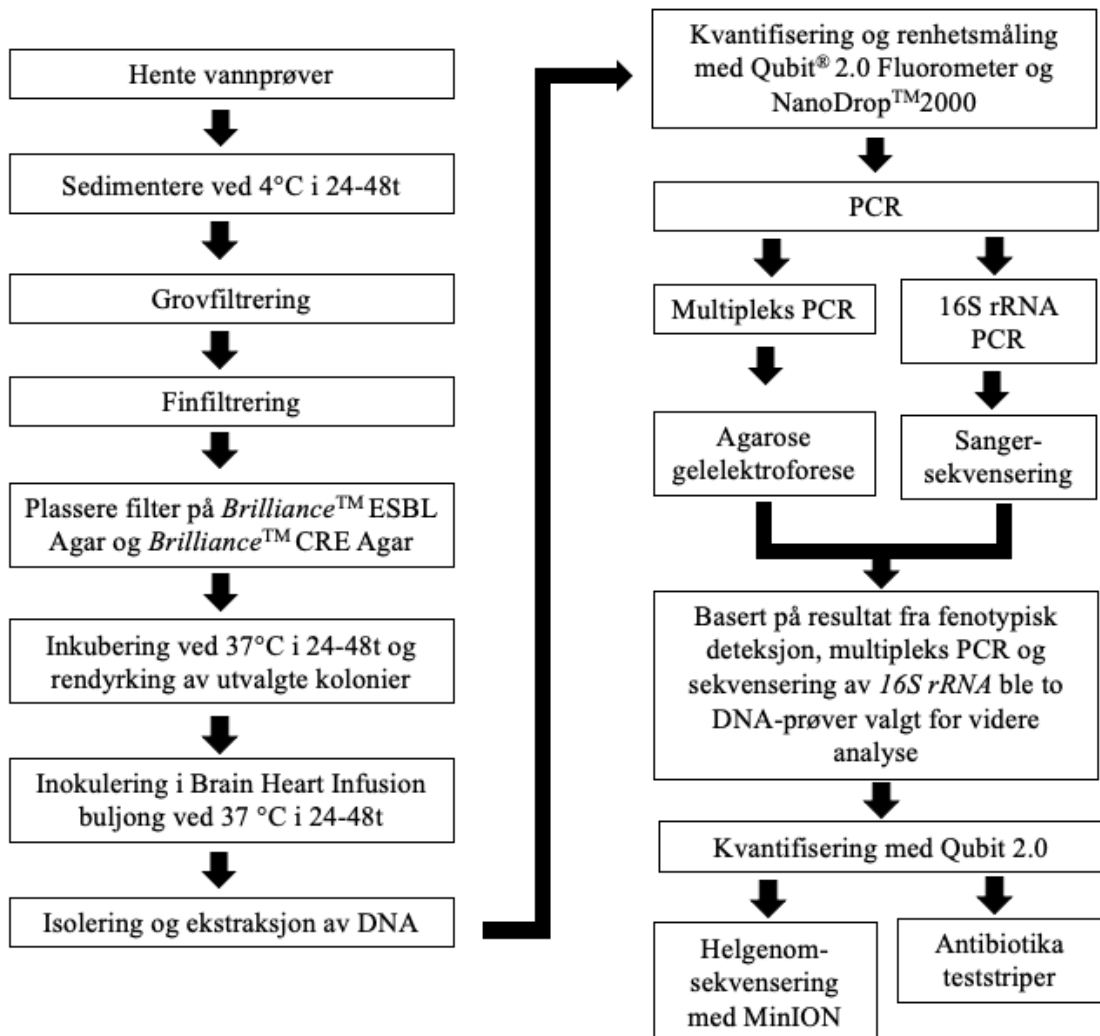 Hente vannprøver
Sedimentere ved 4°C i 24-48t
Grovfiltrering
Finfiltrering
Plassere filter på Brilliance™ ESBL
Agar og Brilliance™ CRE Agar
Inkubering ved 37°C i 24-48t og
rendyrking av utvalgte kolonier
Inokulering i Brain Heart Infusion
buljong ved 37 °C i 24-48t
Isolering og ekstraksjon av DNA
Kvantifisering og renhetsmåling
med Qubit® 2.0 Fluorometer og
NanoDrop™2000
PCR
Multipleks PCR
16S rRNA
PCR
Agarose
gelelektroforese
Sanger-
sekvensering
Basert på resultat fra fenotypisk
deteksjon, multipleks PCR og
sekvensering av 16S rRNA ble to
DNA-prøver valgt for videre
analyse
Kvantifisering med Qubit 2.0
Helgenom-
sekvensering
med MinION
Antibiotika
teststriper